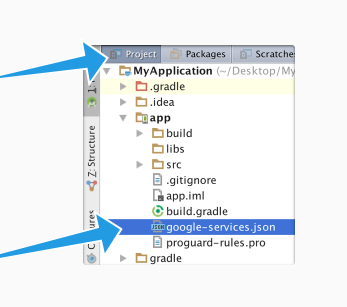 Project Packages Scratche
MyApplication (~/Desktop/My
.gradle
.idea
app
build
libs
src
.gitignore
app.iml
build.gradle
google-services.json
proguard-rules.pro
gradle
1:
Z: Structure